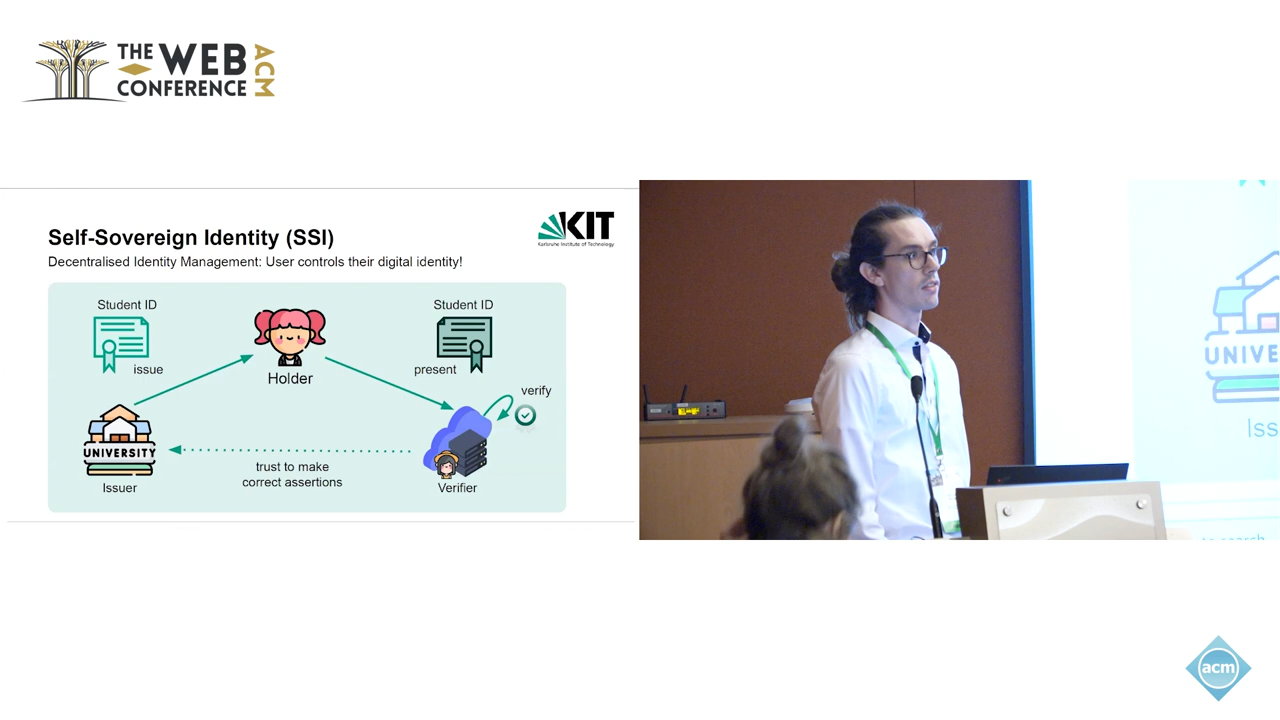 THE WEB
CONFERENCE
ACM
Self-Sovereign Identity (SSI)
KIT
Karlsruhe Institute of Technology
Decentralised Identity Management: User controls their digital identity!
Student ID
Student ID
issue
present
Holder
verify
UNIVERSITY
trust to make
correct assertions
Issuer
Verifier
UNIVE
Iss
to search
acm